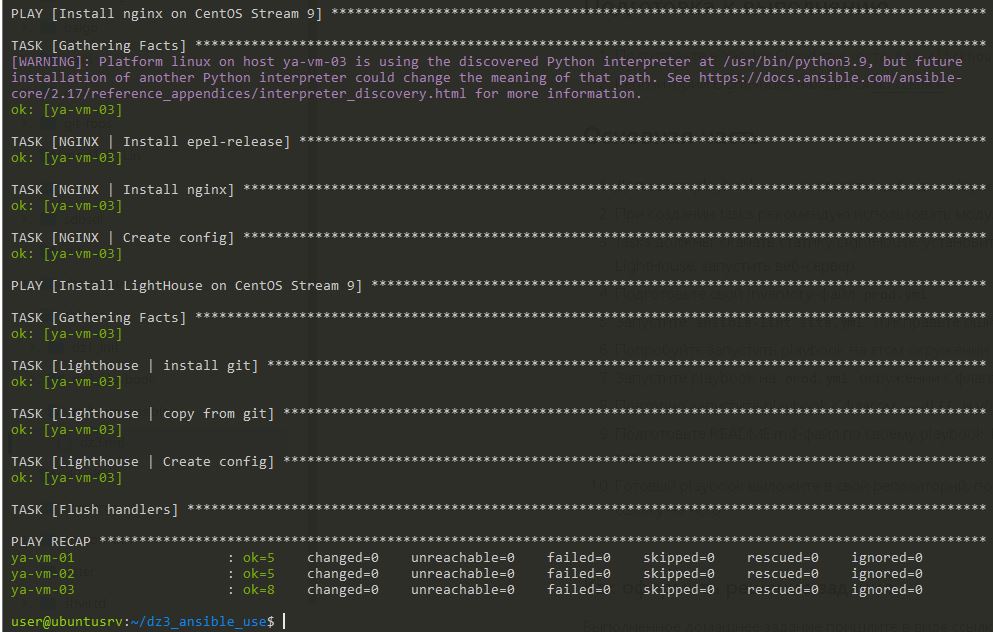 PLAY [Install nginx on CentOS Stream 9] **********************************************************************************
TASK [Gathering Facts] ***************************************************************************************************
[WARNING]: Platform linux on host ya-vm-03 is using the discovered Python interpreter at /usr/bin/python3.9, but future
installation of another Python interpreter could change the meaning of that path. See https://docs.ansible.com/ansible-
core/2.17/reference_appendices/interpreter_discovery.html for more information.
ok: [ya-vm-03]
TASK [NGINX | Install epel-release] **************************************************************************************
ok: [ya-vm-03]
TASK [NGINX | Install nginx] *********************************************************************************************
ok: [ya-vm-03]
TASK [NGINX | Create config] *********************************************************************************************
ok: [ya-vm-03]
PLAY [Install LightHouse on CentOS Stream 9] *****************************************************************************
TASK [Gathering Facts] ***************************************************************************************************
ok: [ya-vm-03]
TASK [Lighthouse | install git] ******************************************************************************************
ok: [ya-vm-03]
TASK [Lighthouse | copy from git] ****************************************************************************************
ok: [ya-vm-03]
TASK [Lighthouse | Create config] ****************************************************************************************
ok: [ya-vm-03]
TASK [Flush handlers] ****************************************************************************************************
PLAY RECAP ***************************************************************************************************************
ya-vm-01 : ok=5 changed=0 unreachable=0 failed=0 skipped=0 rescued=0 ignored=0
ya-vm-02 : ok=5 changed=0 unreachable=0 failed=0 skipped=0 rescued=0 ignored=0
ya-vm-03 : ok=8 changed=0 unreachable=0 failed=0 skipped=0 rescued=0 ignored=0
user@ubuntusrv:~/dz3_ansible_use$